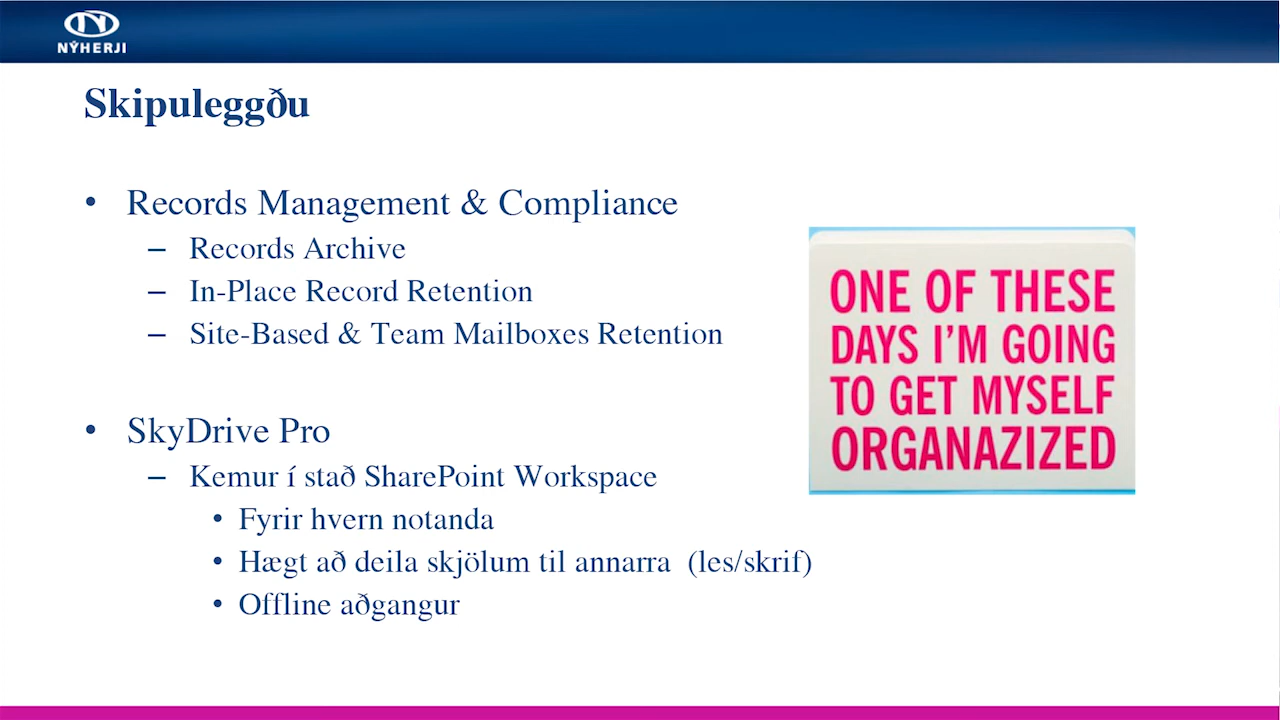 NÝHERJI
Skipuleggðu
• Records Management & Compliance
– Records Archive
– In-Place Record Retention
– Site-Based & Team Mailboxes Retention
• SkyDrive Pro
– Kemur í stað SharePoint Workspace
• Fyrir hvern notanda
• Hægt að deila skjölum til annarra (les/skrif)
• Offline aðgangur
ONE OF THESE
DAYS I'M GOING
TO GET MYSELF
ORGANAZIZED